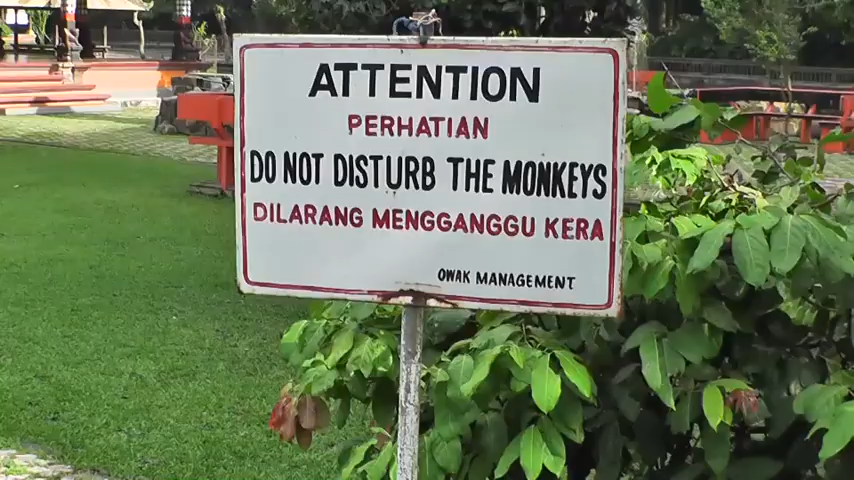 ATTENTION
PERHATIAN
DO NOT DISTURB THE MONKEYS
DILARANG MENGGANGGU KERA
OWAK MANAGEMENT